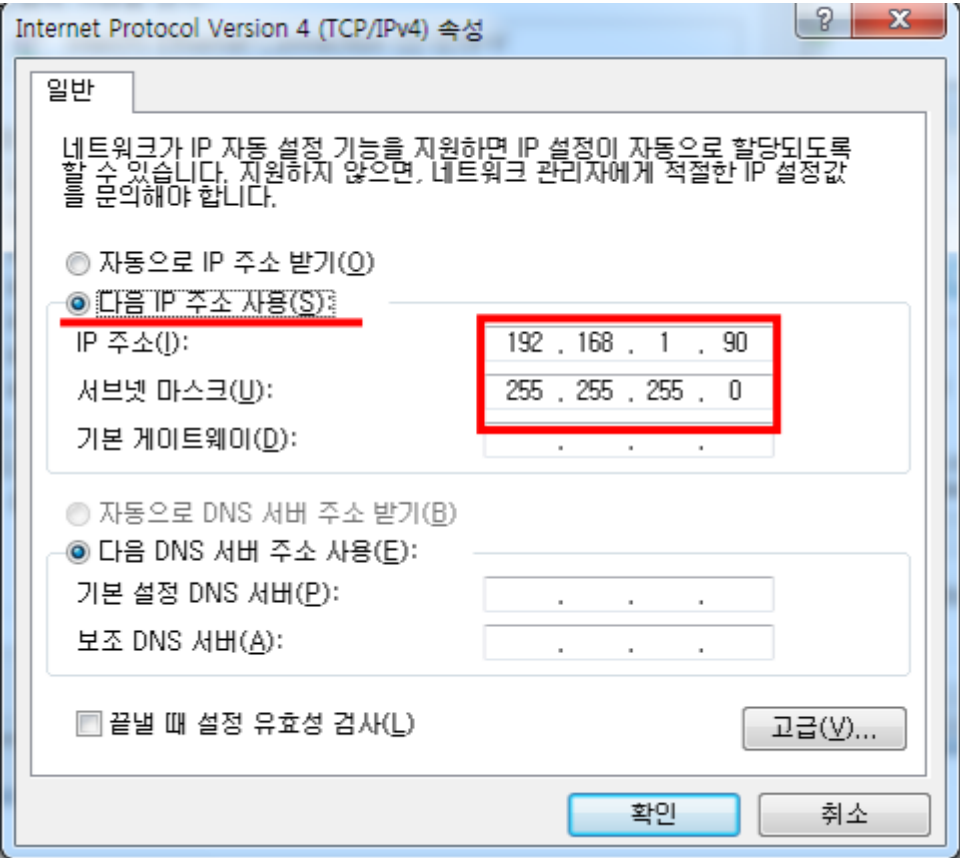 Internet Protocol Version 4 (TCP/IPv4) 속성
일반
네트워크가 IP 자동 설정 기능을 지원하면 IP 설정이 자동으로 할당되도록
할 수 있습니다. 지원하지 않으면, 네트워크 관리자에게 적절한 IP 설정값
을 문의해야 합니다.
자동으로 IP 주소 받기(O)
다음 IP 주소 사용(S):
IP 주소(I): 192 . 168 . 1 . 90
서브넷 마스크(U): 255 . 255 . 255 . 0
기본 게이트웨이(D): . . .
자동으로 DNS 서버 주소 받기(B)
다음 DNS 서버 주소 사용(E):
기본 설정 DNS 서버(P): . . .
보조 DNS 서버(A): . . .
끝낼 때 설정 유효성 검사(L)
고급(V)...
확인 취소